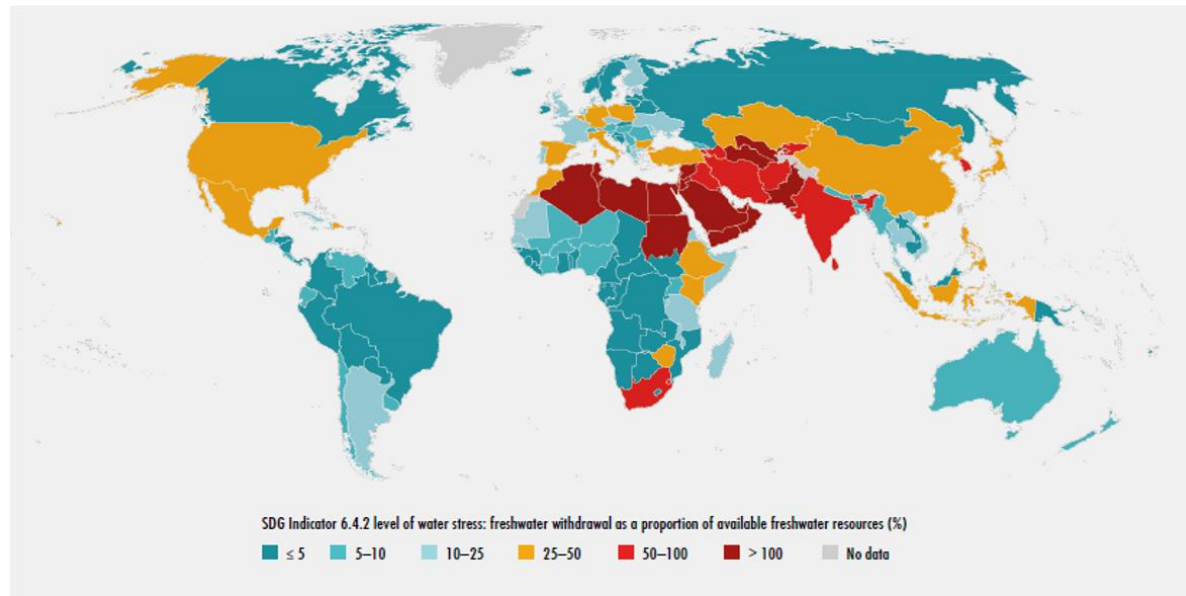 SDG Indicator 6.4.2 level of water stress: freshwater withdrawal as a proportion of available freshwater resources (%)
≤ 5 5–10 10–25 25–50 50–100 > 100 No data